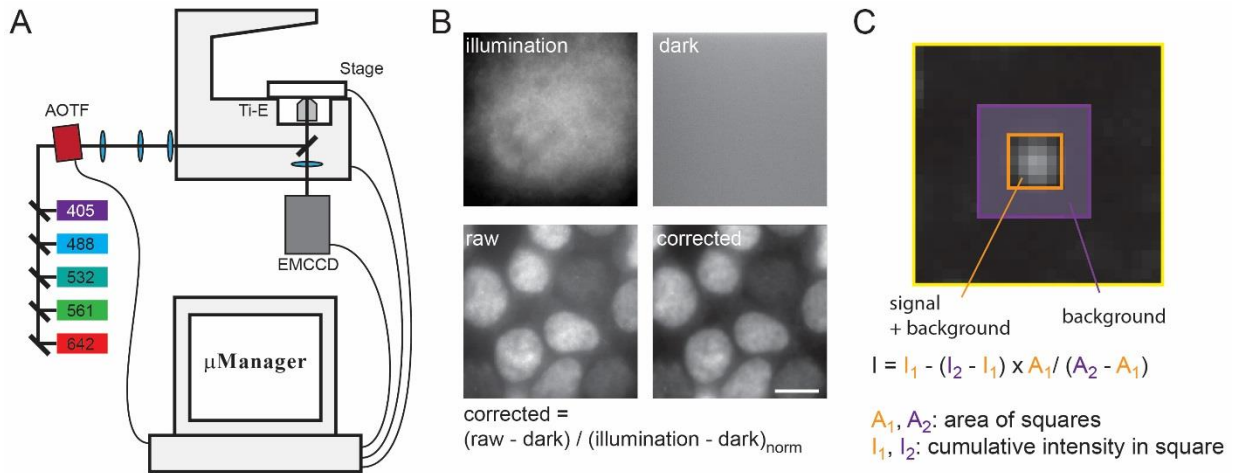 A
AOTF
405
488
532
561
642
Ti-E
Stage
EMCCD
μManager
B
illumination
dark
raw
corrected
corrected =
(raw - dark) / (illumination - dark)norm
C
signal
+ background
background
I = I1 - (I2 - I1) x A1/ (A2 - A1)
A1, A2: area of squares
I1, I2: cumulative intensity in square